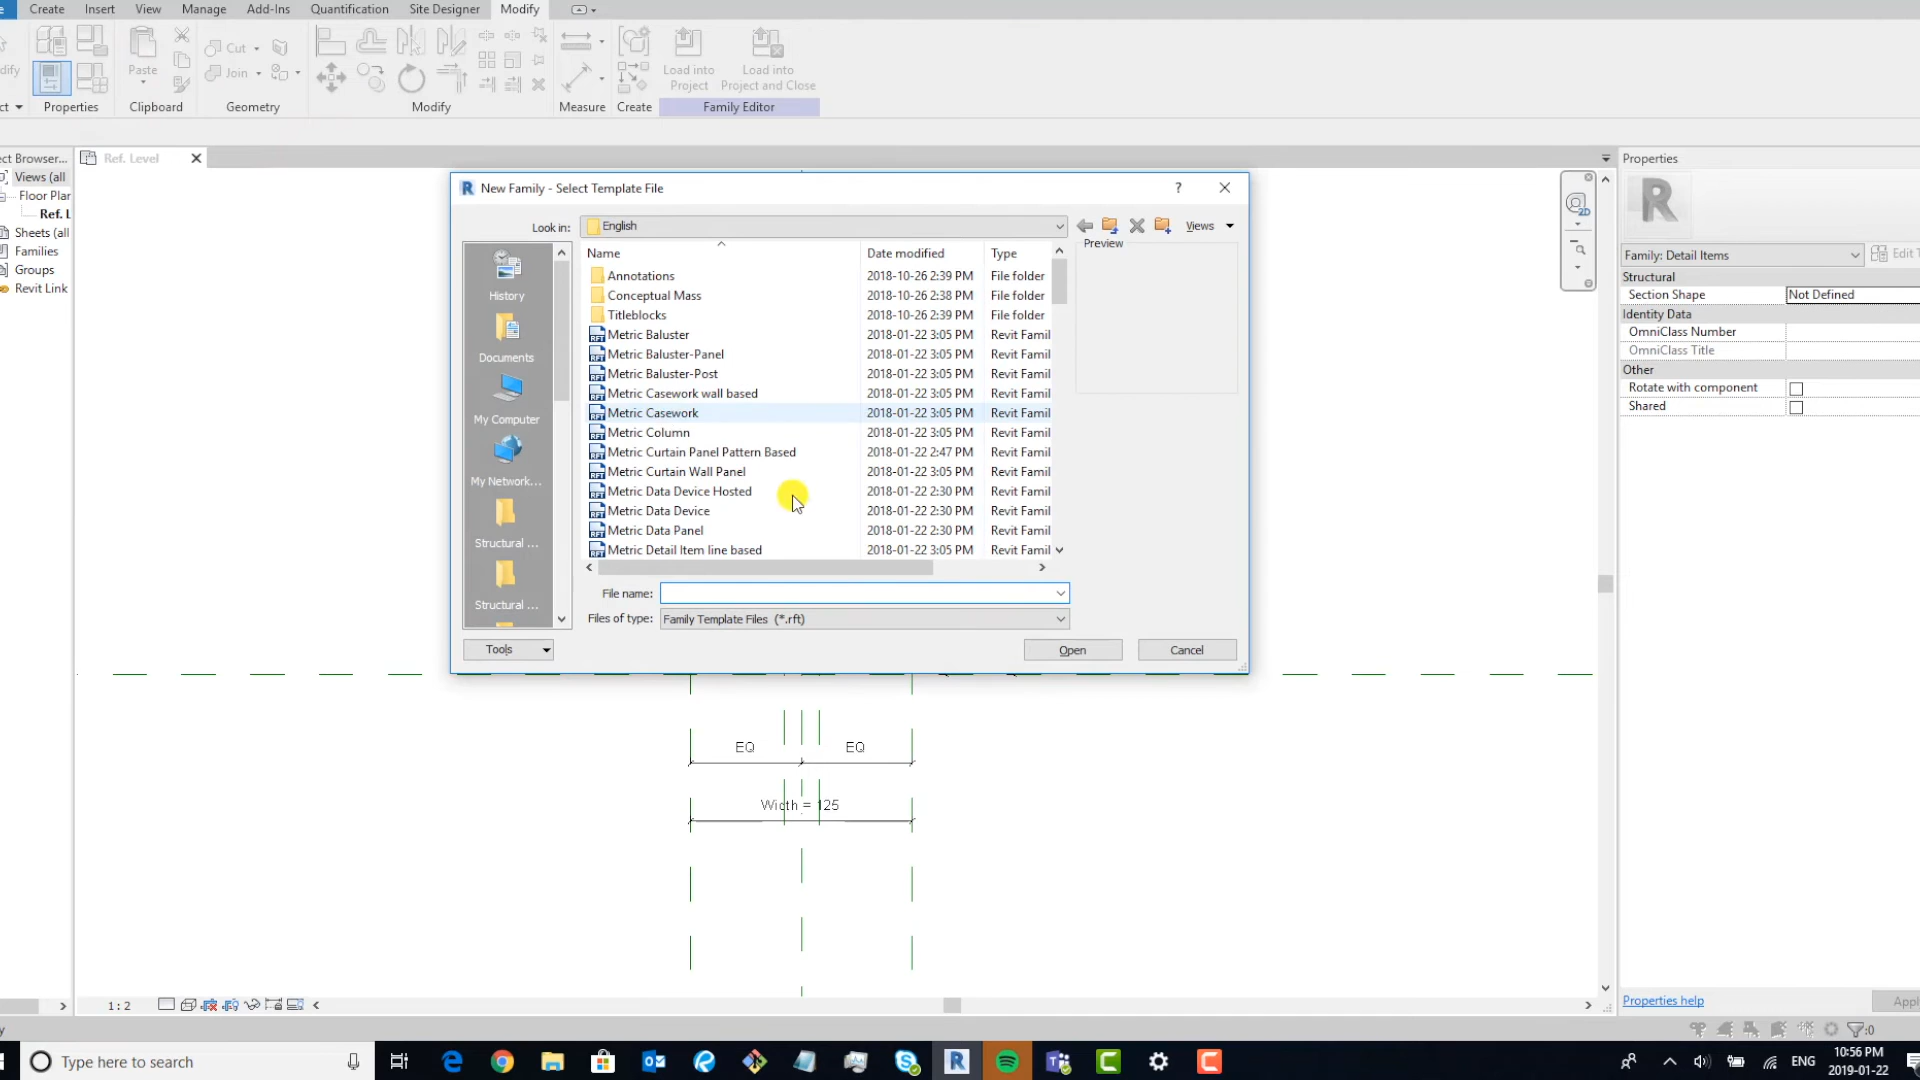 Create Insert View Manage Add-Ins Quantification Site Designer Modify
Cut
Join
Paste
Load into Project
Load into Project and Close
Properties Clipboard Geometry Modify Measure Create Family Editor
Ref. Level
Views (all
Floor Plan
Ref. L
Sheets (all
Families
Groups
Revit Link
New Family - Select Template File
Look in: English
Views
Preview
Name Date modified Type
Annotations 2018-10-26 2:39 PM File folder
Conceptual Mass 2018-10-26 2:38 PM File folder
Titleblocks 2018-10-26 2:39 PM File folder
Metric Baluster 2018-01-22 3:05 PM Revit Famil
Metric Baluster-Panel 2018-01-22 3:05 PM Revit Famil
Metric Baluster-Post 2018-01-22 3:05 PM Revit Famil
Metric Casework wall based 2018-01-22 3:05 PM Revit Famil
Metric Casework 2018-01-22 3:05 PM Revit Famil
Metric Column 2018-01-22 3:05 PM Revit Famil
Metric Curtain Panel Pattern Based 2018-01-22 2:47 PM Revit Famil
Metric Curtain Wall Panel 2018-01-22 3:05 PM Revit Famil
Metric Data Device Hosted 2018-01-22 2:30 PM Revit Famil
Metric Data Device 2018-01-22 2:30 PM Revit Famil
Metric Data Panel 2018-01-22 2:30 PM Revit Famil
Metric Detail Item line based 2018-01-22 3:05 PM Revit Famil
History
Documents
My Computer
My Network...
Structural ...
Structural ...
File name:
Files of type: Family Template Files (*.rft)
Tools
Open
Cancel
EQ EQ
Width = 125
Properties
Family: Detail Items
Edit T
Structural
Section Shape Not Defined
Identity Data
OmniClass Number
OmniClass Title
Other
Rotate with component
Shared
Properties help
Apply
1 : 2
:0
Type here to search
ENG
10:56 PM
2019-01-22